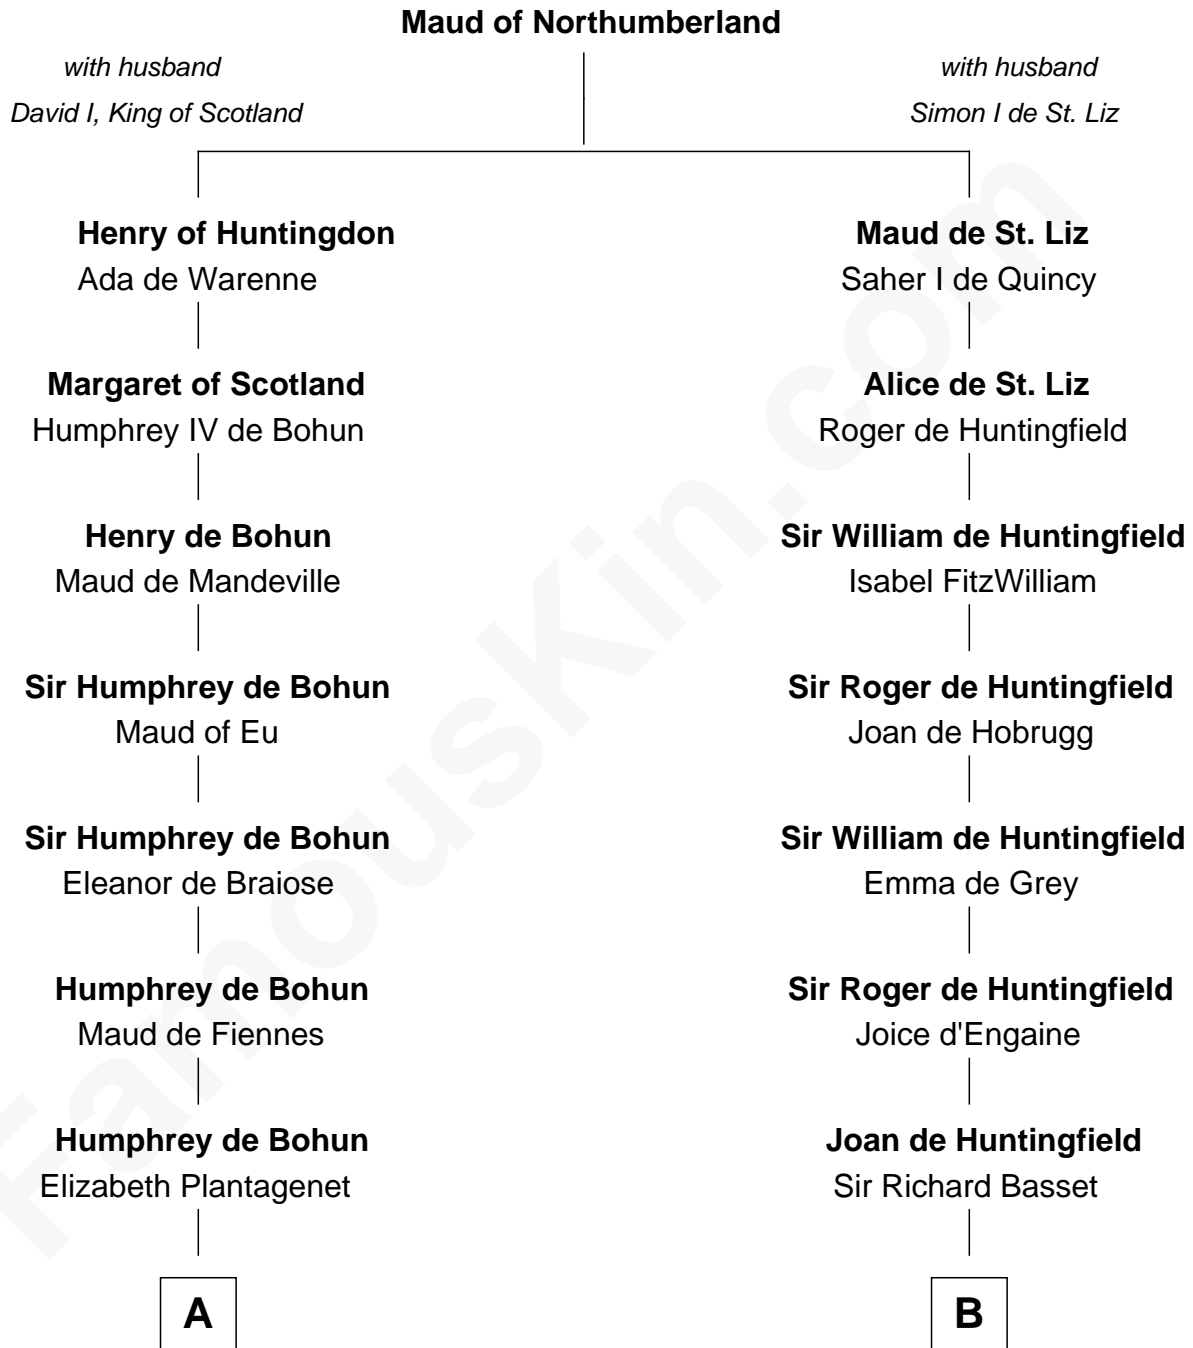 Maud of Northumberland
with husband
David I, King of Scotland
with husband
Simon I de St. Liz
Henry of Huntingdon
Ada de Warenne
Maud de St. Liz
Saher I de Quincy
Margaret of Scotland
Humphrey IV de Bohun
Alice de St. Liz
Roger de Huntingfield
Henry de Bohun
Maud de Mandeville
Sir William de Huntingfield
Isabel FitzWilliam
Sir Humphrey de Bohun
Maud of Eu
Sir Roger de Huntingfield
Joan de Hobrugg
Sir Humphrey de Bohun
Eleanor de Braiose
Sir William de Huntingfield
Emma de Grey
Humphrey de Bohun
Maud de Fiennes
Sir Roger de Huntingfield
Joice d'Engaine
Humphrey de Bohun
Elizabeth Plantagenet
Joan de Huntingfield
Sir Richard Basset
A
B
FamousKin.com